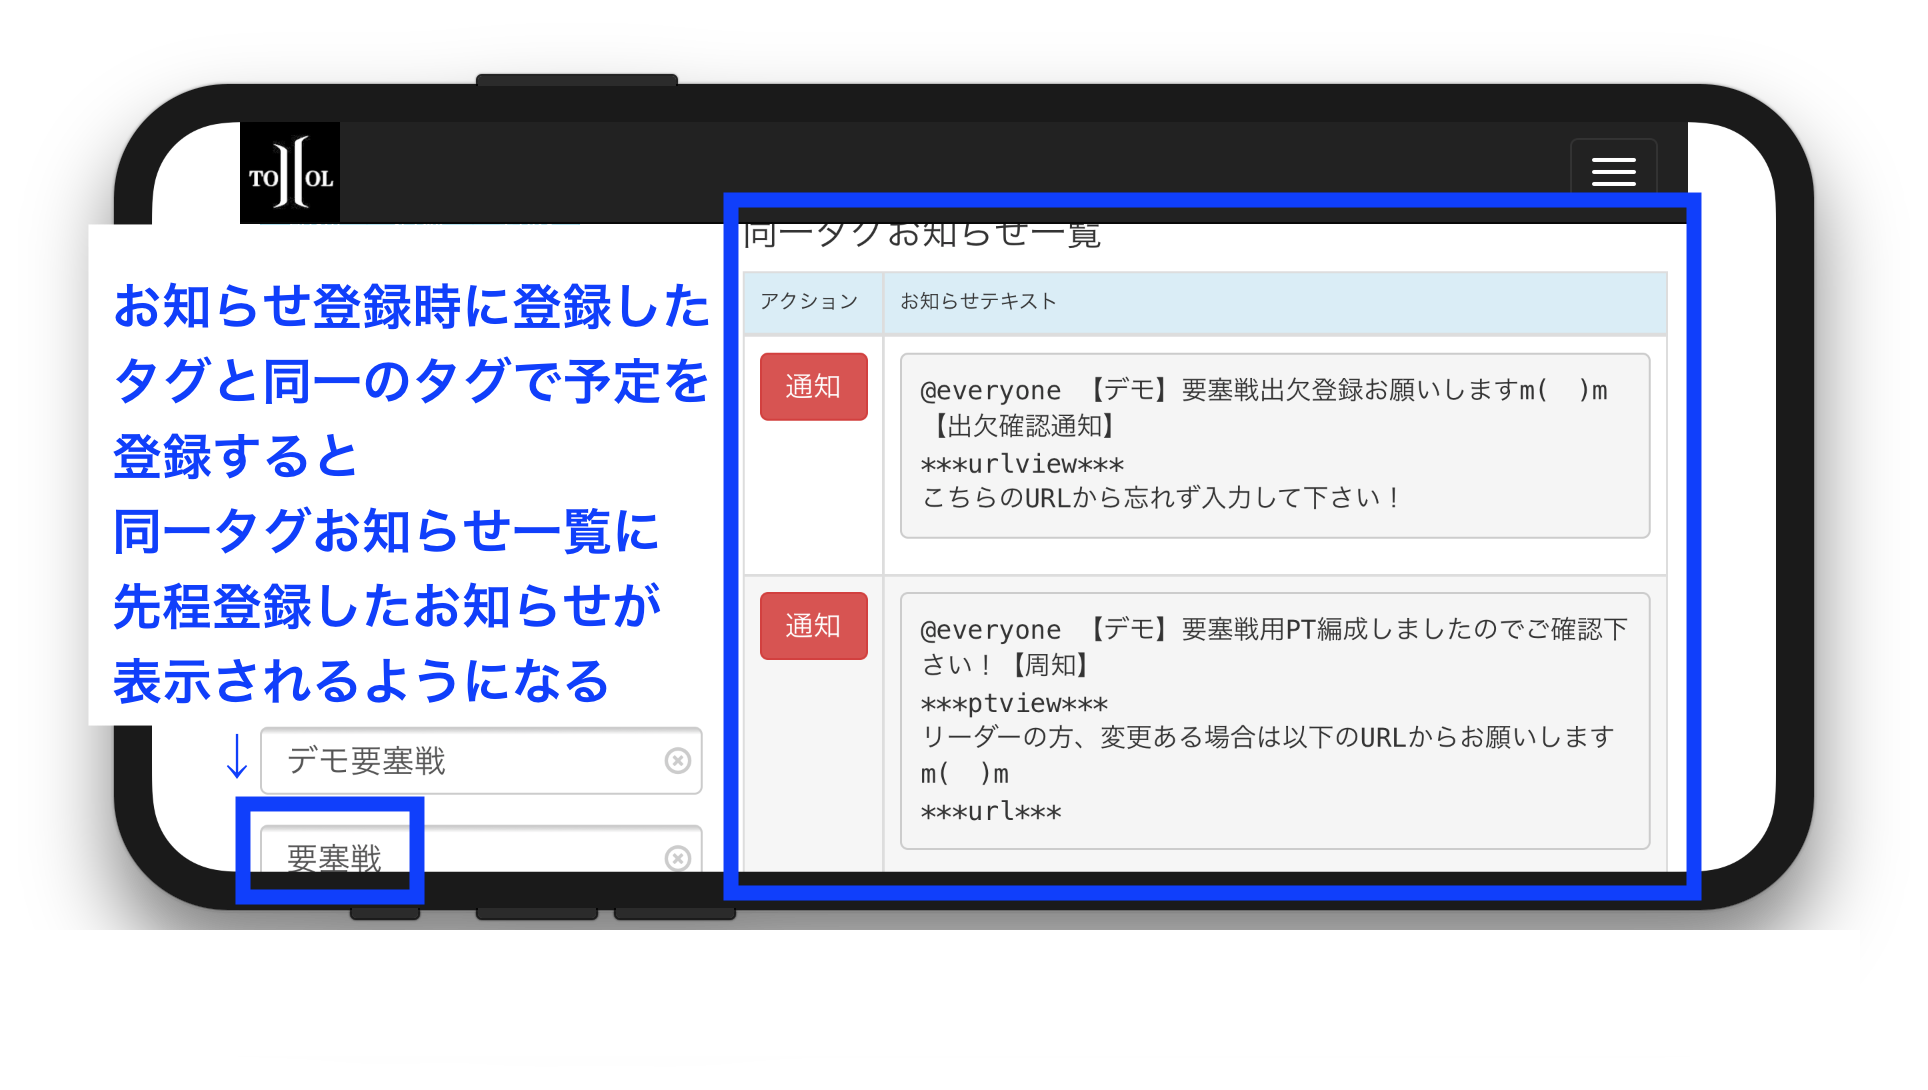 TO OL
お知らせ登録時に登録した
タグと同一のタグで予定を
登録すると
同一タグお知らせ一覧に
先程登録したお知らせが
表示されるようになる
↓
デモ要塞戦
要塞戦
同一タグお知らせ一覧
アクション お知らせテキスト
通知
@everyone 【デモ】要塞戦出欠登録お願いしますm(　)m
【出欠確認通知】
***urlview***
こちらのURLから忘れず入力して下さい！
通知
@everyone 【デモ】要塞戦用PT編成しましたのでご確認下
さい！【周知】
***ptview***
リーダーの方、変更ある場合は以下のURLからお願いします
m(　)m
***url***